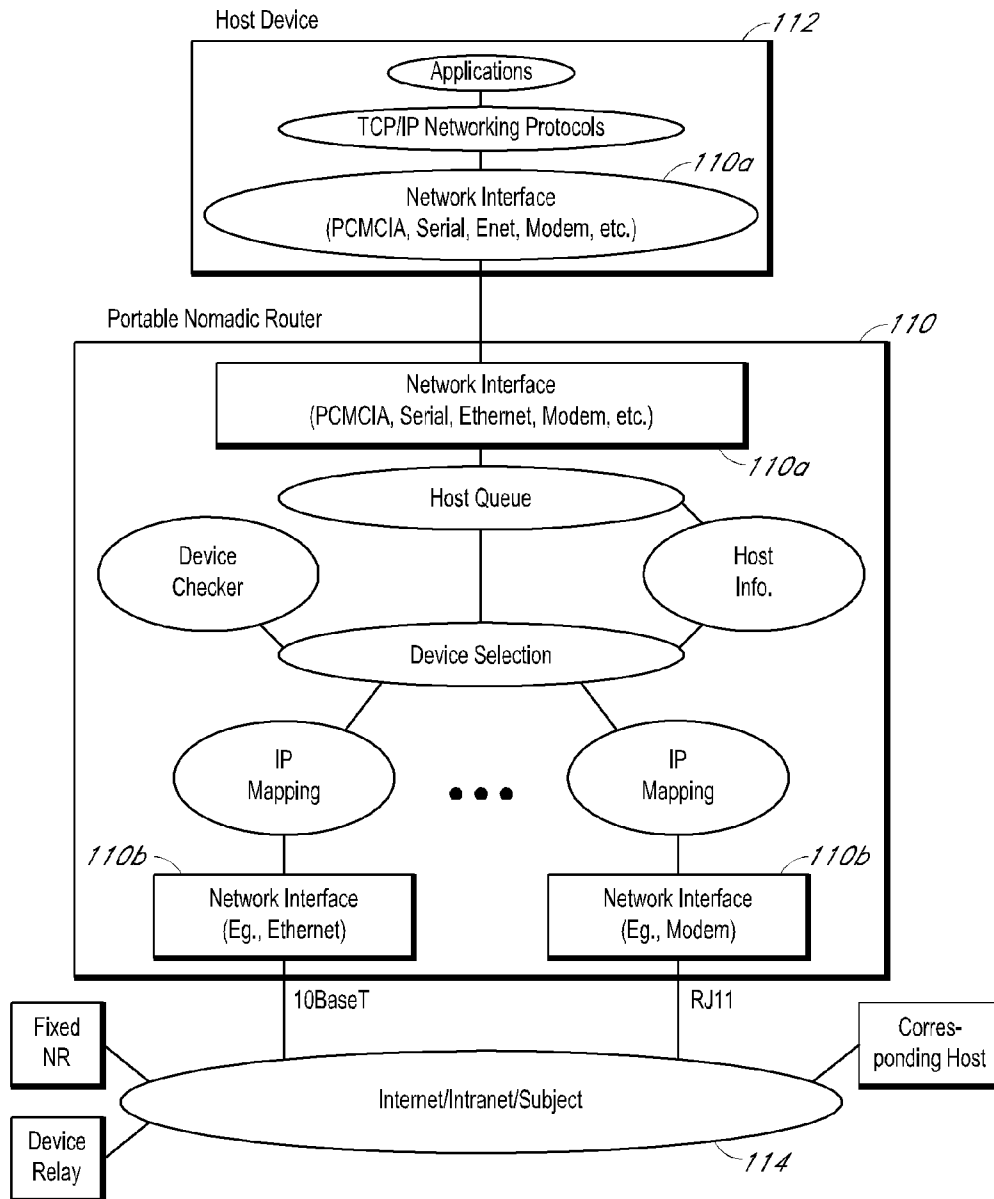 Host Device
112
Applications
TCP/IP Networking Protocols
110a
Network Interface
(PCMCIA, Serial, Enet, Modem, etc.)
Portable Nomadic Router
110
Network Interface
(PCMCIA, Serial, Ethernet, Modem, etc.)
110a
Host Queue
Device
Checker
Host
Info.
Device Selection
IP
Mapping
IP
Mapping
110b
110b
Network Interface
(Eg., Ethernet)
Network Interface
(Eg., Modem)
10BaseT
RJ11
Fixed
NR
Corres-
ponding Host
Internet/Intranet/Subject
Device
Relay
114